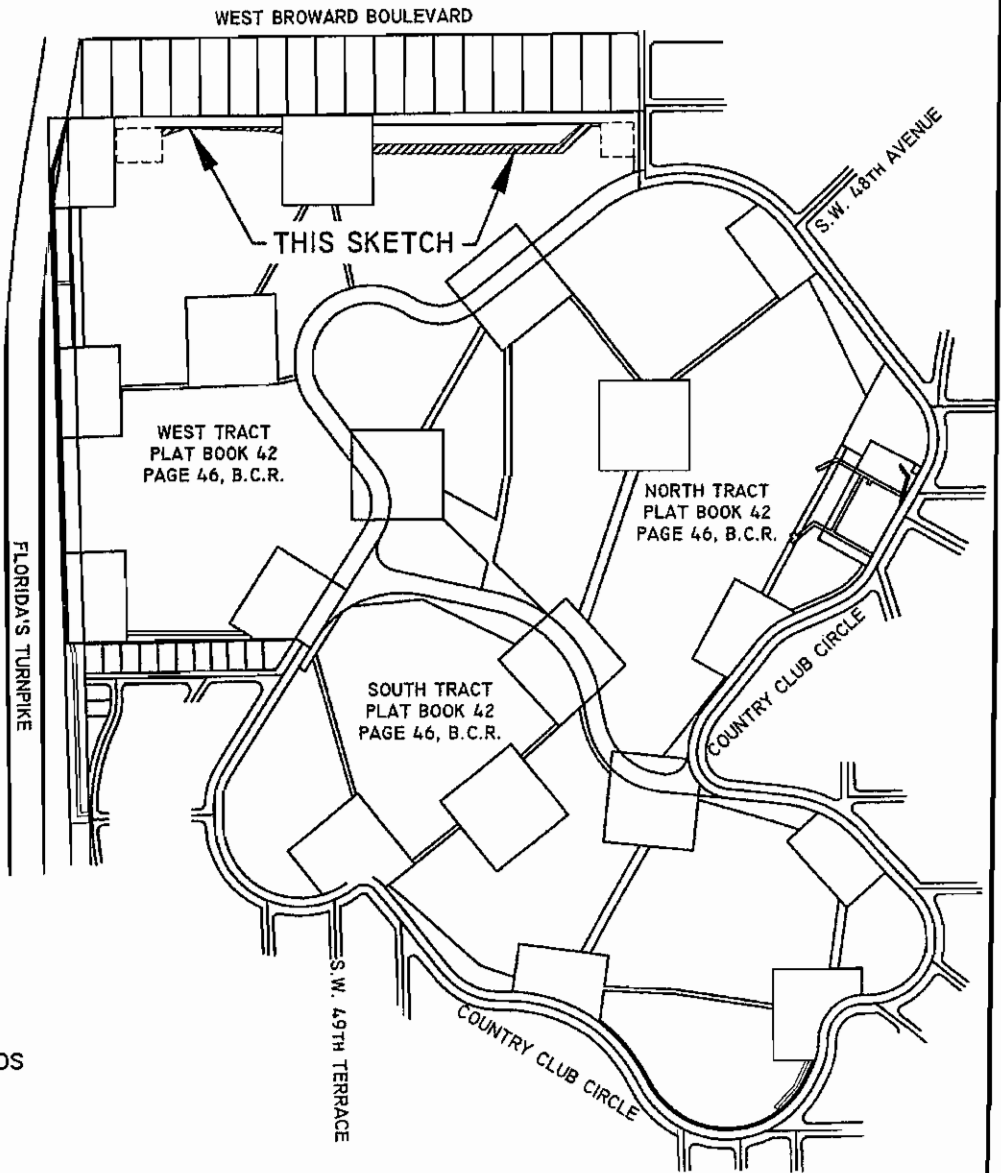 WEST BROWARD BOULEVARD
S.W. 48TH AVENUE
THIS SKETCH
WEST TRACT
PLAT BOOK 42
PAGE 46, B.C.R.
NORTH TRACT
PLAT BOOK 42
PAGE 46, B.C.R.
FLORIDA'S TURNPIKE
COUNTRY CLUB CIRCLE
SOUTH TRACT
PLAT BOOK 42
PAGE 46, B.C.R.
S.W. 49TH TERRACE
COUNTRY CLUB CIRCLE
DS